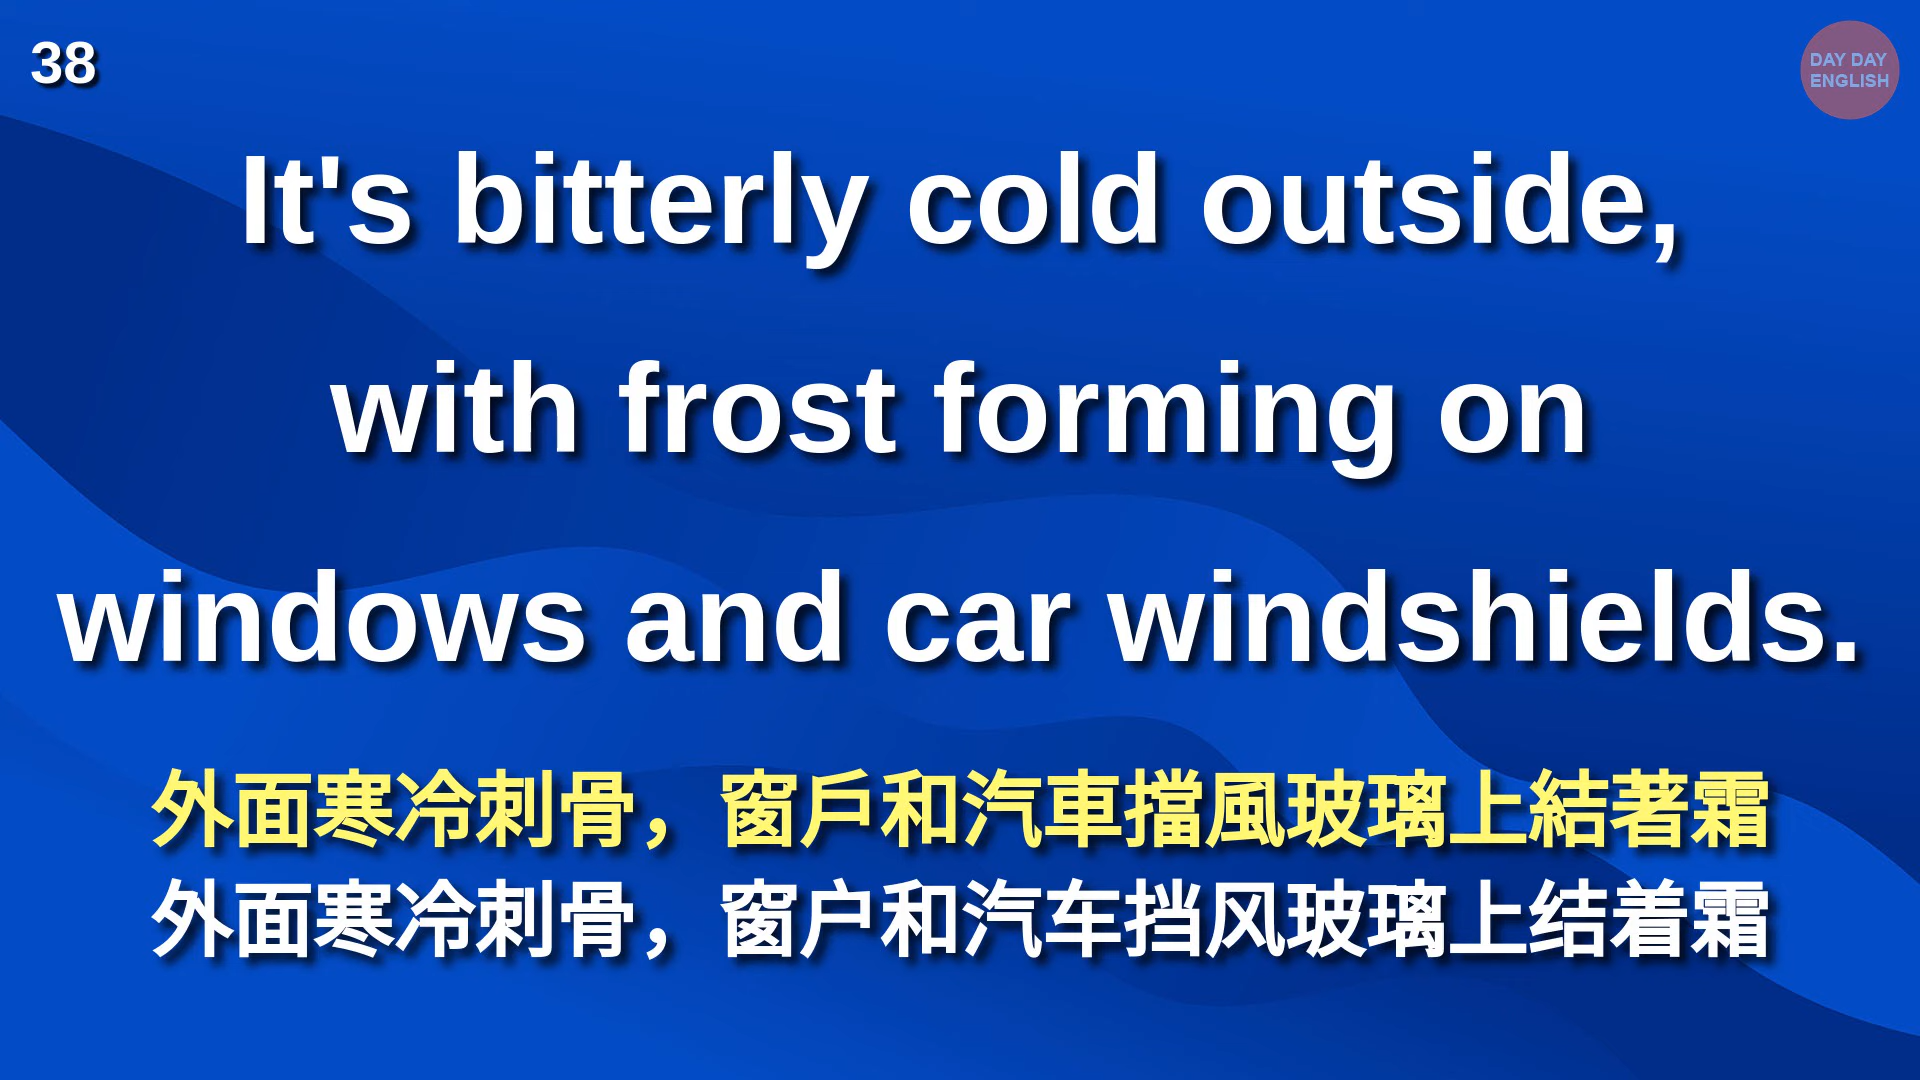 38
DAY DAY
ENGLISH
It's bitterly cold outside,
with frost forming on
windows and car windshields.
外面寒冷刺骨，窗戶和汽車擋風玻璃上結著霜
外面寒冷刺骨，窗户和汽车挡风玻璃上结着霜